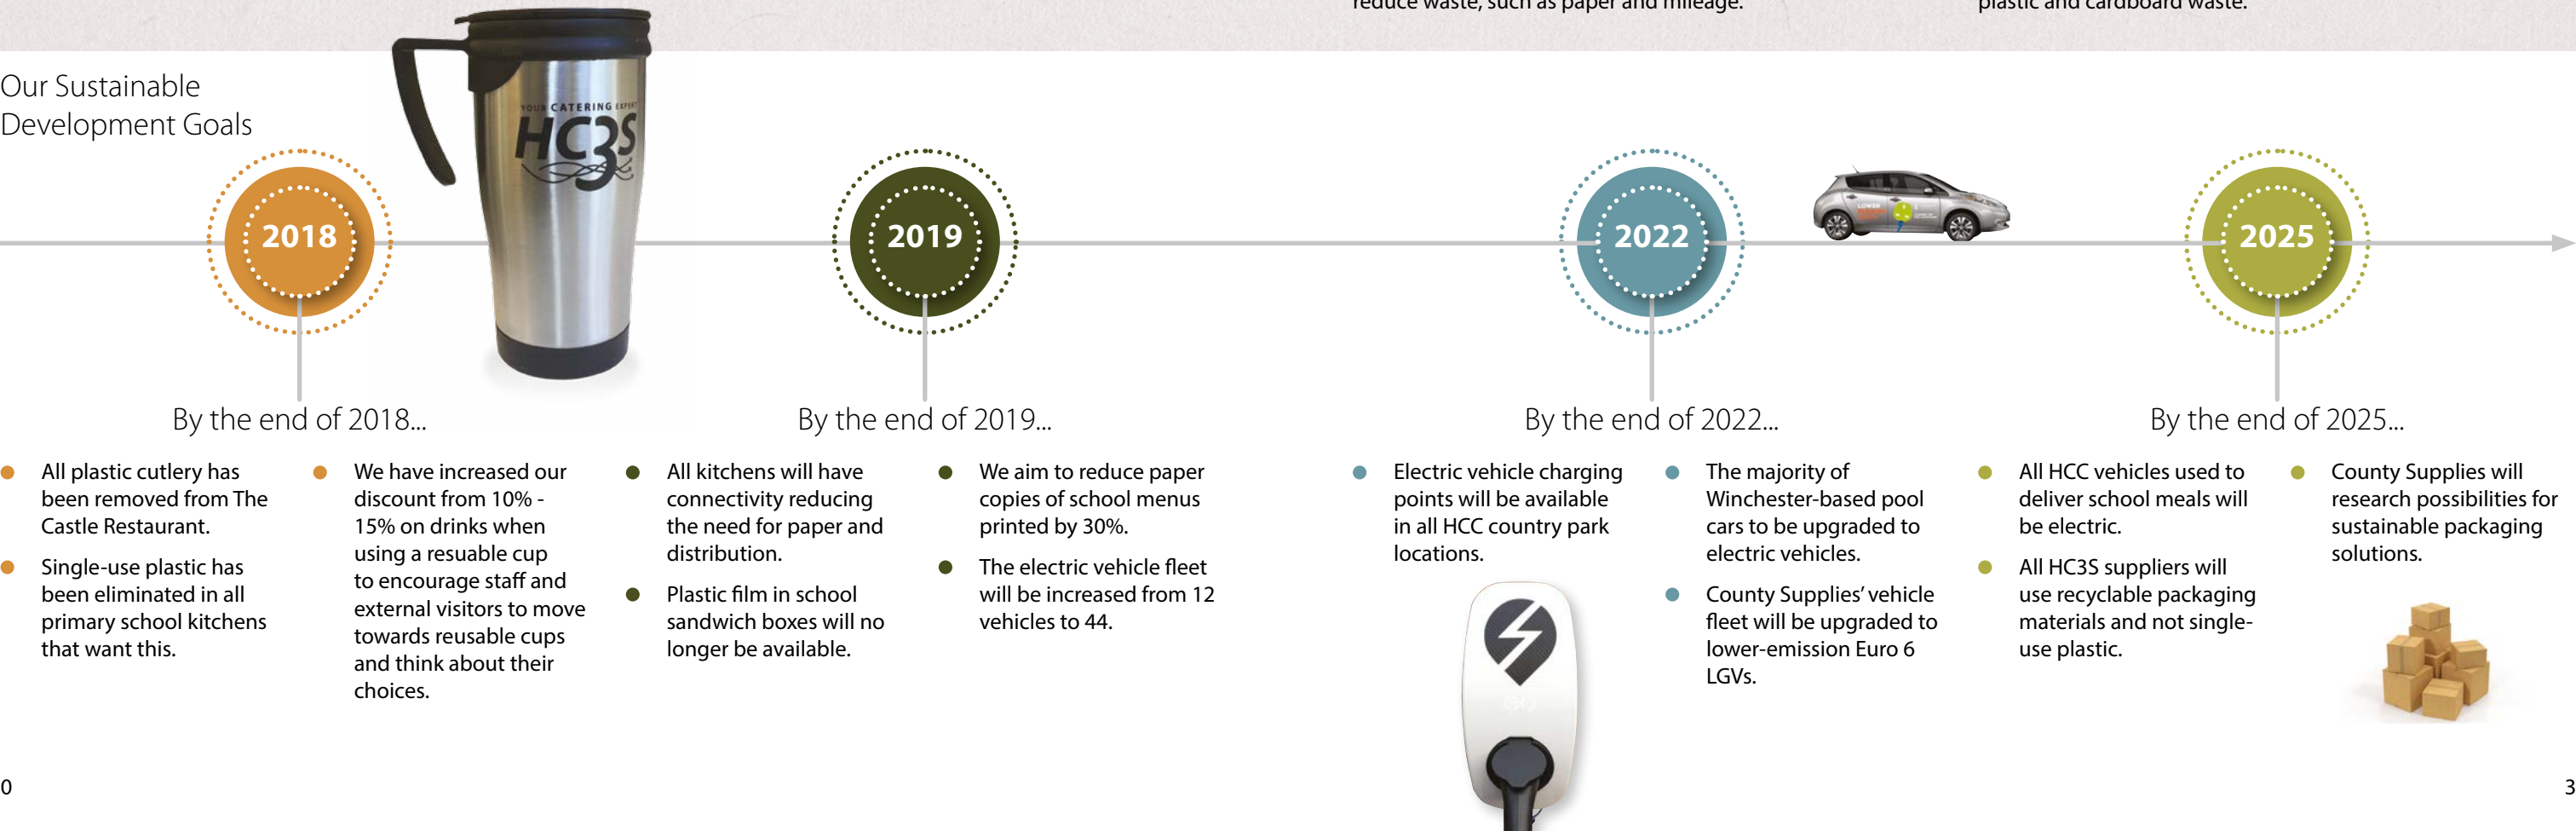 reduce waste, such as paper and mileage.
plastic and cardboard waste.
Our Sustainable
Development Goals
YOUR CATERING EXPERT
HC3S
2018
2019
2022
2025
By the end of 2018...
All plastic cutlery has
been removed from The
Castle Restaurant.
Single-use plastic has
been eliminated in all
primary school kitchens
that want this.
We have increased our
discount from 10% -
15% on drinks when
using a resuable cup
to encourage staff and
external visitors to move
towards reusable cups
and think about their
choices.
By the end of 2019...
All kitchens will have
connectivity reducing
the need for paper and
distribution.
Plastic film in school
sandwich boxes will no
longer be available.
We aim to reduce paper
copies of school menus
printed by 30%.
The electric vehicle fleet
will be increased from 12
vehicles to 44.
By the end of 2022...
Electric vehicle charging
points will be available
in all HCC country park
locations.
The majority of
Winchester-based pool
cars to be upgraded to
electric vehicles.
County Supplies’ vehicle
fleet will be upgraded to
lower-emission Euro 6
LGVs.
By the end of 2025...
All HCC vehicles used to
deliver school meals will
be electric.
All HC3S suppliers will
use recyclable packaging
materials and not single-
use plastic.
County Supplies will
research possibilities for
sustainable packaging
solutions.
LOWER
0
3